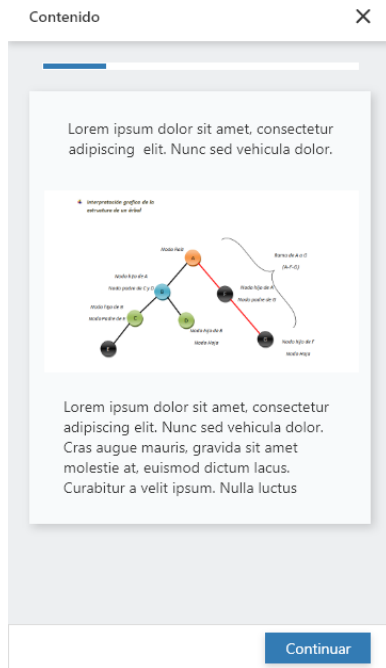 Contenido
Lorem ipsum dolor sit amet, consectetur
adipiscing elit. Nunc sed vehicula dolor.
Interpretación grafica de la
estructura de un árbol
Nodo Raíz
A
Rama de A a G
(A-F-G)
Nodo hijo de A
Nodo padre de C y D
B
Nodo hijo de A
Nodo padre de G
Nodo hijo de B
Nodo Padre de E
C
D
Nodo hijo de B
Nodo Hoja
G
Nodo hijo de F
Nodo Hoja
E
Lorem ipsum dolor sit amet, consectetur
adipiscing elit. Nunc sed vehicula dolor.
Cras augue mauris, gravida sit amet
molestie at, euismod dictum lacus.
Curabitur a velit ipsum. Nulla luctus
Continuar